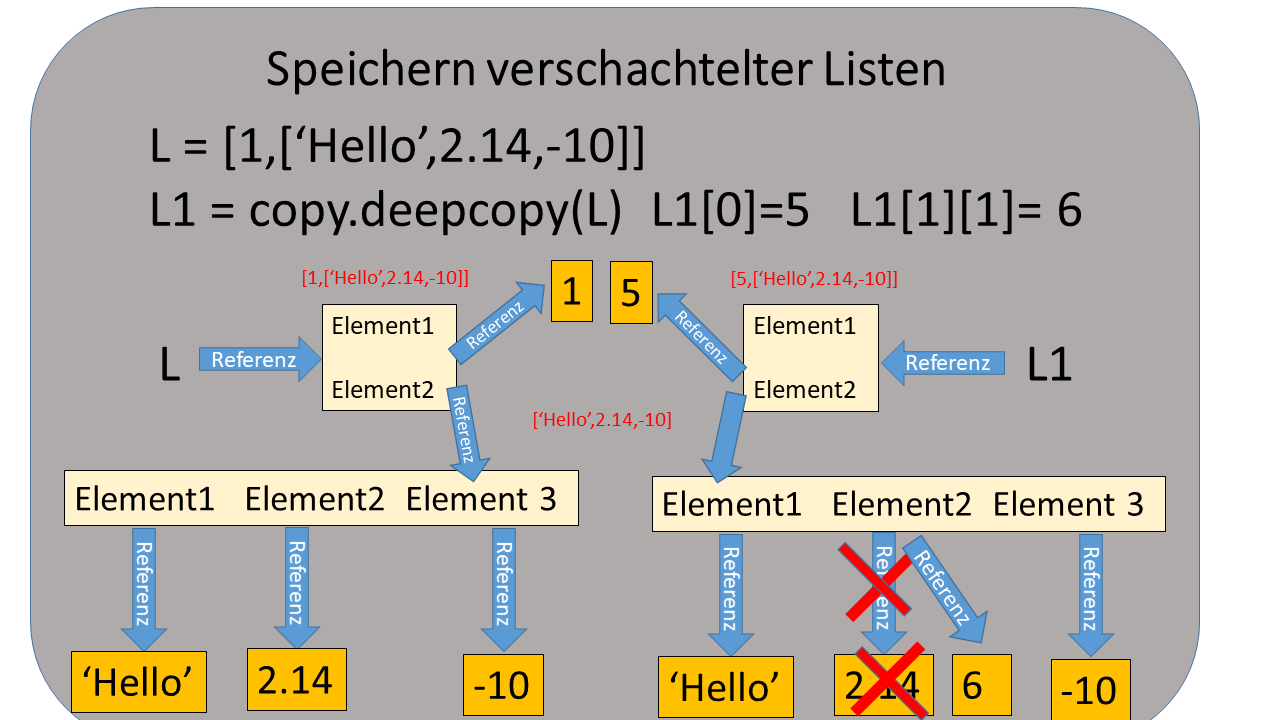 Speichern verschachtelter Listen
L = [1,[‘Hello’,2.14,-10]]
L1 = copy.deepcopy(L) L1[0]=5 L1[1][1]= 6
[1,[‘Hello’,2.14,-10]]
1
5
[5,[‘Hello’,2.14,-10]]
Element1
Referenz
Referenz
Element1
L
Referenz
Referenz
L1
Element2
Element2
Referenz
[‘Hello’,2.14,-10]
Element1 Element2 Element 3
Element1 Element2 Element 3
Referenz
Referenz
Referenz
Referenz
Referenz
Referenz
Referenz
‘Hello’
2.14
-10
‘Hello’
2.14
6
-10